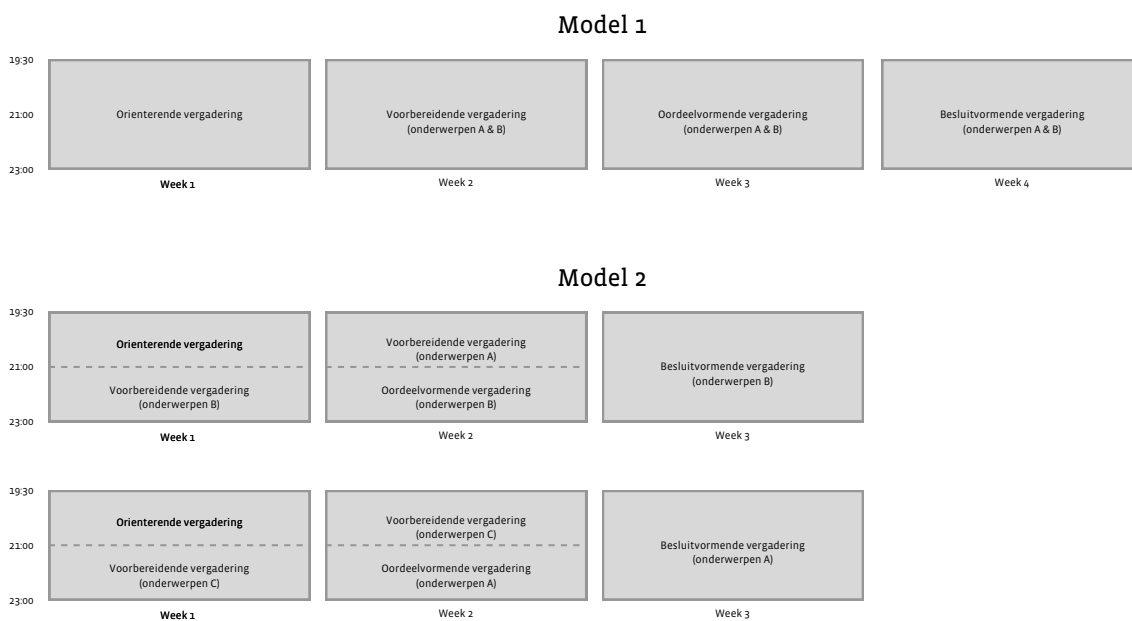 Model 1
19:30
21:00
23:00
Orienterende vergadering
Voorbereidende vergadering
(onderwerpen A & B)
Oordeelvormende vergadering
(onderwerpen A & B)
Besluitvormende vergadering
(onderwerpen A & B)
Week 1
Week 2
Week 3
Week 4
Model 2
19:30
21:00
23:00
Orienterende vergadering
Voorbereidende vergadering
(onderwerpen B)
Voorbereidende vergadering
(onderwerpen A)
Oordeelvormende vergadering
(onderwerpen B)
Besluitvormende vergadering
(onderwerpen B)
Week 1
Week 2
Week 3
19:30
21:00
23:00
Orienterende vergadering
Voorbereidende vergadering
(onderwerpen C)
Voorbereidende vergadering
(onderwerpen C)
Oordeelvormende vergadering
(onderwerpen A)
Besluitvormende vergadering
(onderwerpen A)
Week 1
Week 2
Week 3